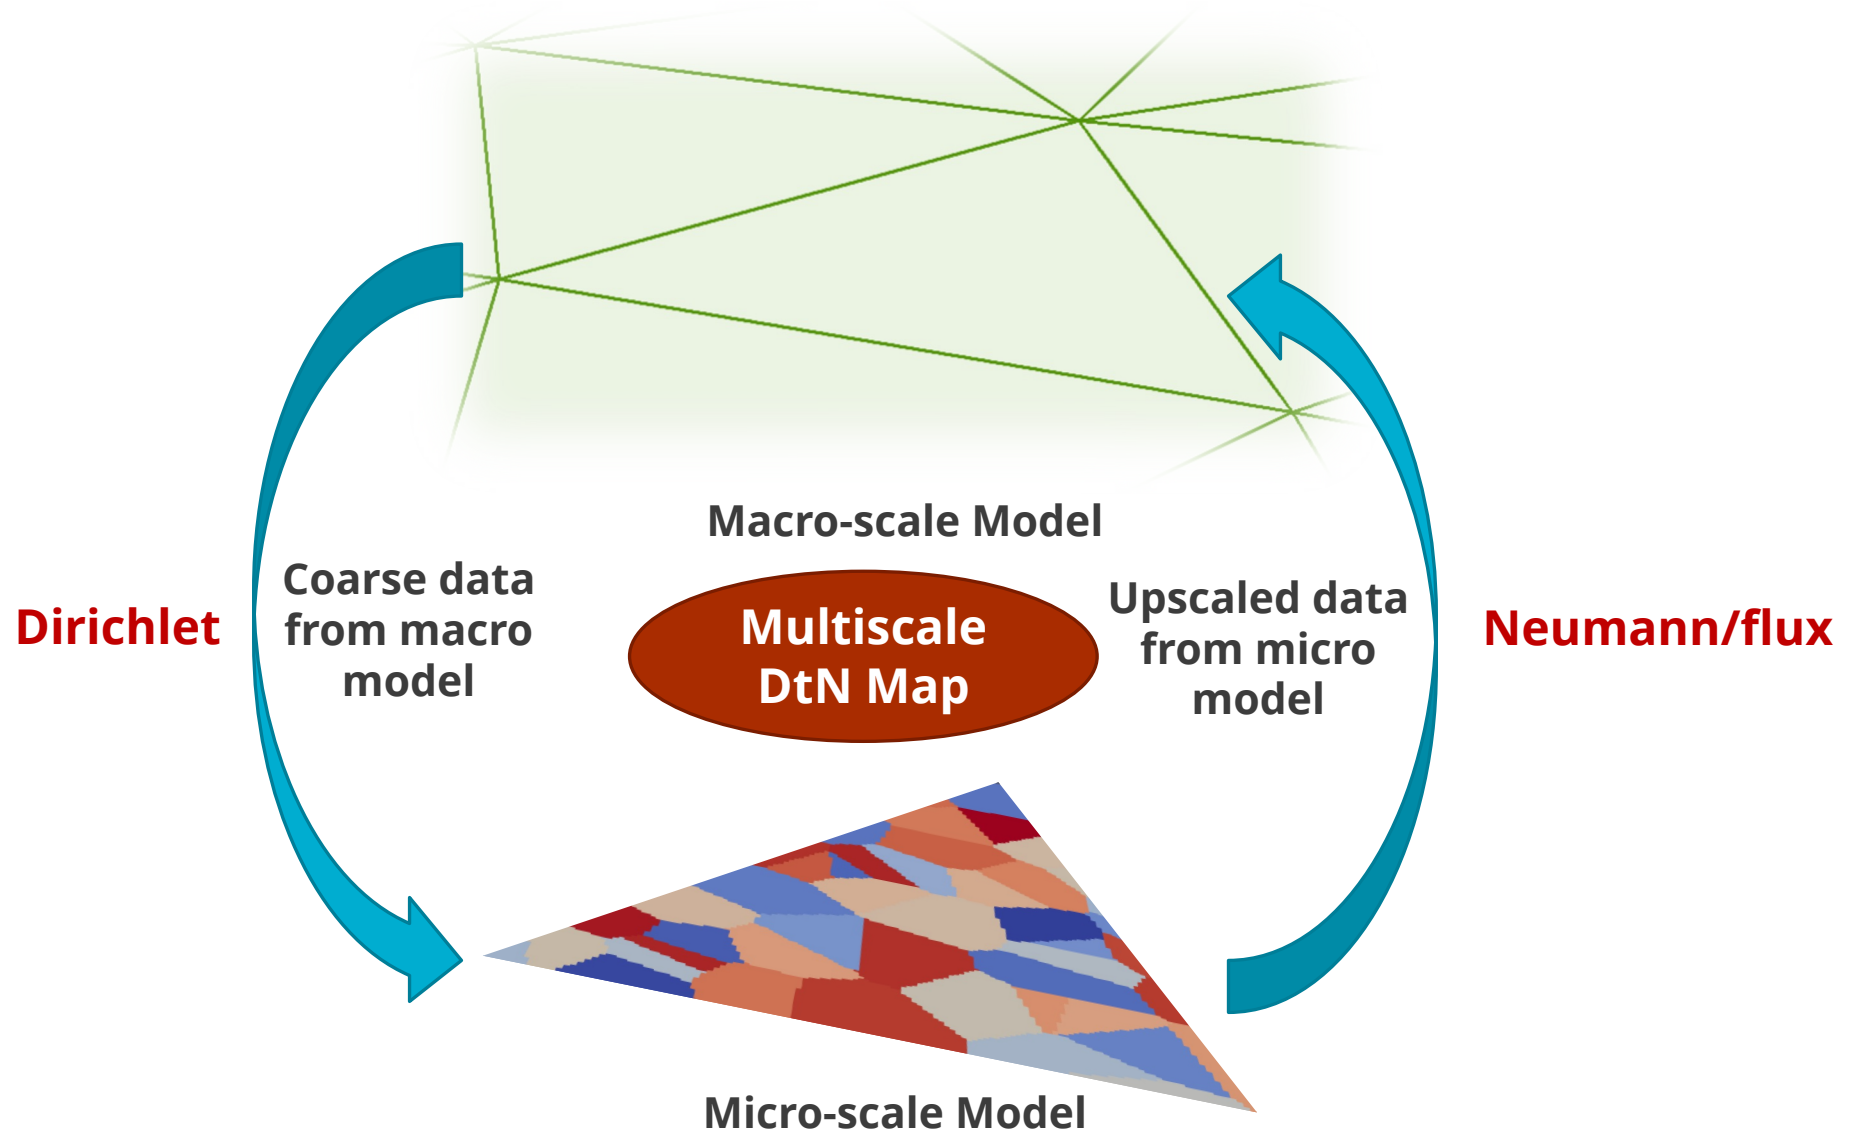 Macro-scale Model
Dirichlet
Coarse data
from macro
model
Multiscale
DtN Map
Upscaled data
from micro
model
Neumann/flux
Micro-scale Model